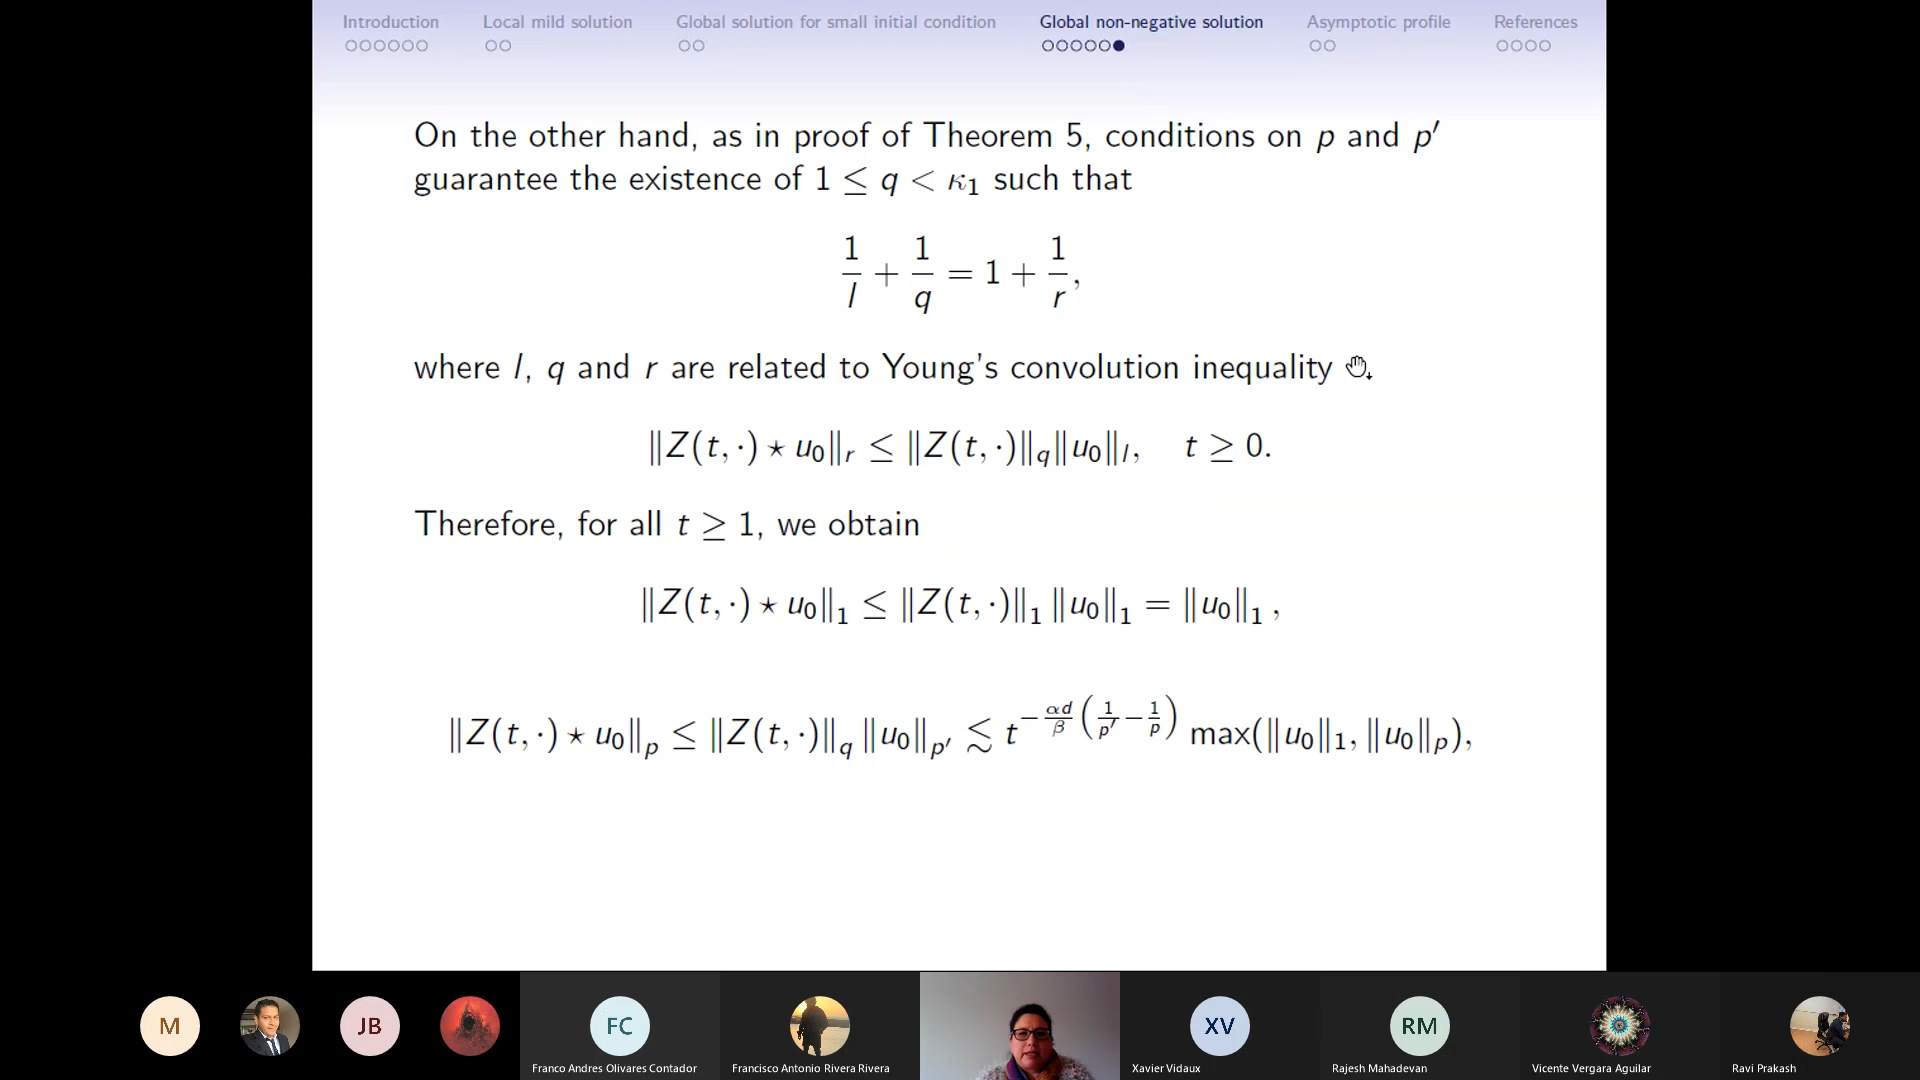 Introduction Local mild solution Global solution for small initial condition Global non-negative solution Asymptotic profile References
On the other hand, as in proof of Theorem 5, conditions on p and p′
guarantee the existence of 1 ≤ q < κ₁ such that
1/l + 1/q = 1 + 1/r,
where l, q and r are related to Young's convolution inequality
‖Z(t, ·) ⋆ u₀‖_r ≤ ‖Z(t, ·)‖_q‖u₀‖_l, t ≥ 0.
Therefore, for all t ≥ 1, we obtain
‖Z(t, ·) ⋆ u₀‖₁ ≤ ‖Z(t, ·)‖₁ ‖u₀‖₁ = ‖u₀‖₁ ,
‖Z(t, ·) ⋆ u₀‖_p ≤ ‖Z(t, ·)‖_q ‖u₀‖_{p′} ≲ t^{−αd/β (1/p′ − 1/p)} max(‖u₀‖₁, ‖u₀‖_p),
M JB FC XV RM
Franco Andres Olivares Contador Francisco Antonio Rivera Rivera Xavier Vidaux Rajesh Mahadevan Vicente Vergara Aguilar Ravi Prakash